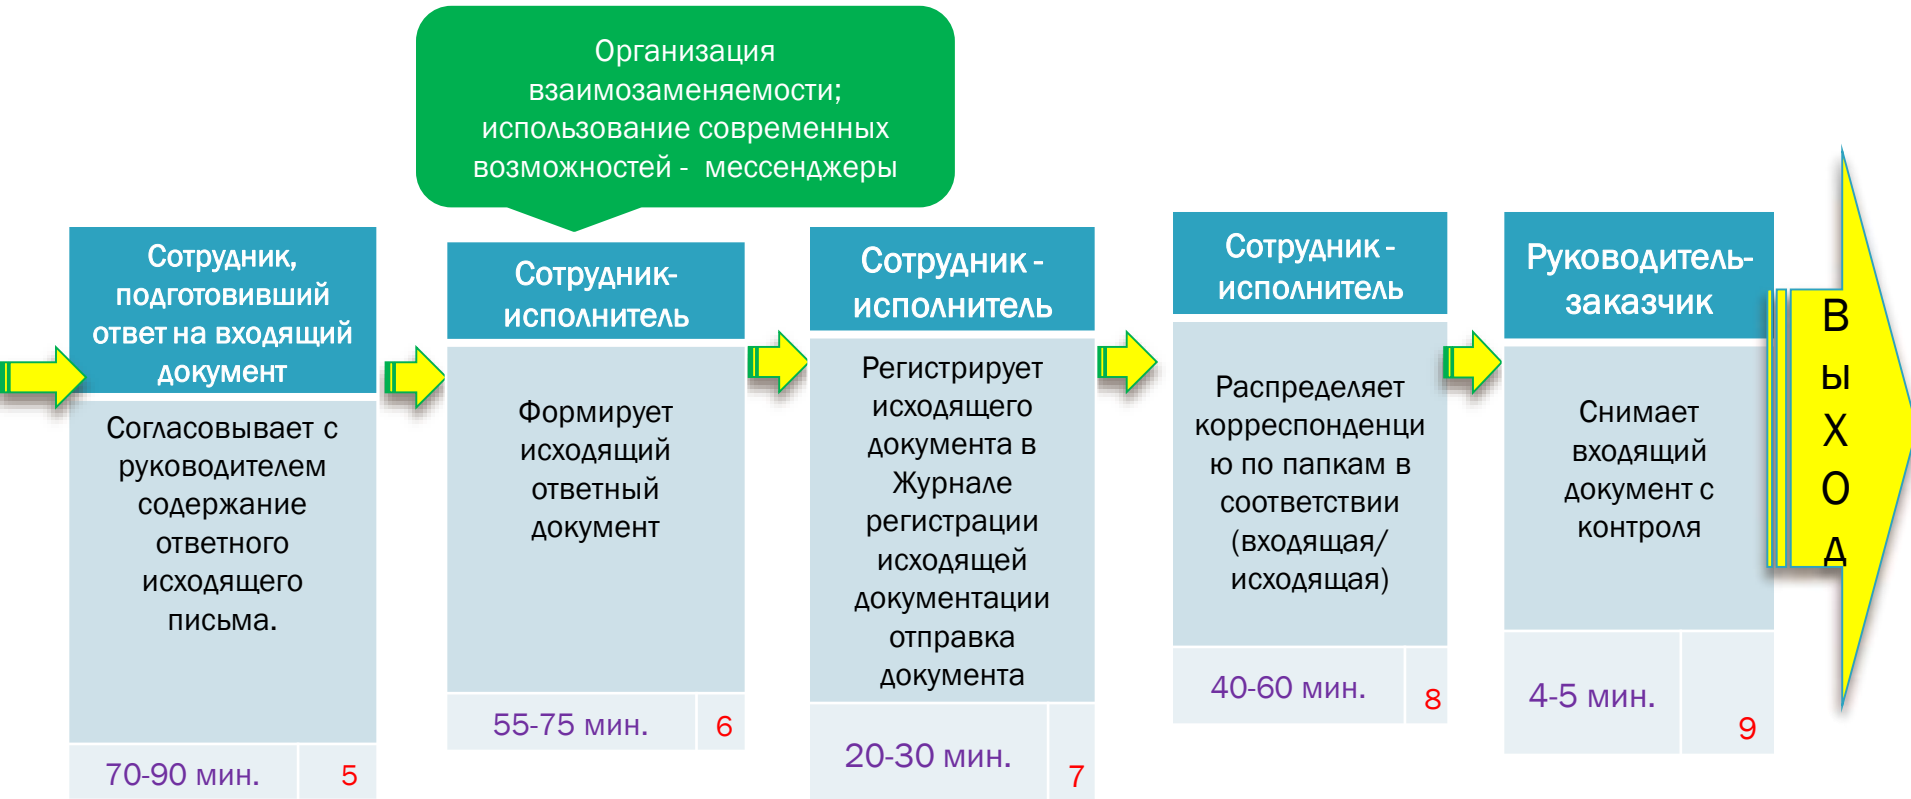 Организация
взаимозаменяемости;
использование современных
возможностей - мессенджеры
Сотрудник,
подготовивший
ответ на входящий
документ
Согласовывает с
руководителем
содержание
ответного
исходящего
письма.
70-90 мин.
5
Сотрудник-
исполнитель
Формирует
исходящий
ответный
документ
55-75 мин.
6
Сотрудник -
исполнитель
Регистрирует
исходящего
документа в
Журнале
регистрации
исходящей
документации
отправка
документа
20-30 мин.
7
Сотрудник -
исполнитель
Распределяет
корреспонденци
ю по папкам в
соответствии
(входящая/
исходящая)
40-60 мин.
8
Руководитель-
заказчик
Снимает
входящий
документ с
контроля
4-5 мин.
9
В
Ы
Х
О
Д